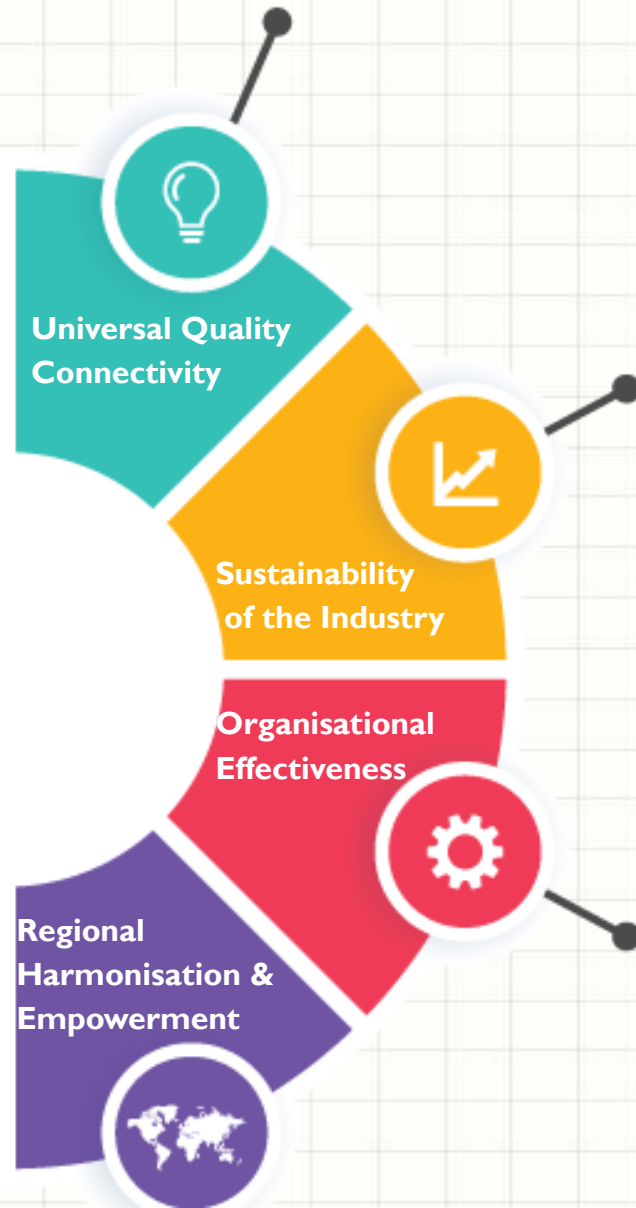 Universal Quality
Connectivity
Sustainability
of the Industry
Organisational
Effectiveness
Regional
Harmonisation &
Empowerment